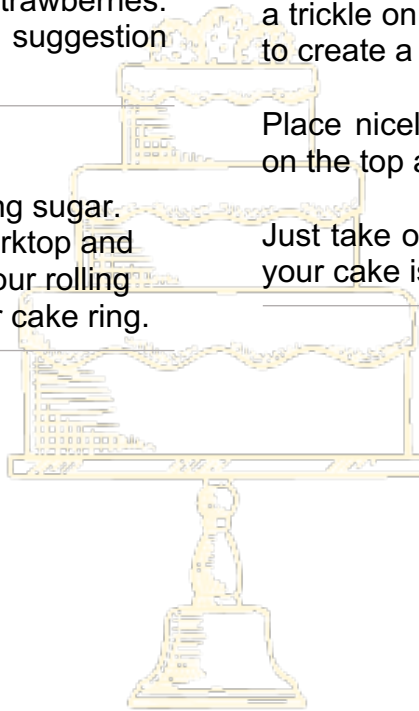 trawberries.
suggestion
ng sugar.
rktop and
our rolling
r cake ring.
a trickle on
to create a
Place nicel
on the top a
Just take o
your cake is